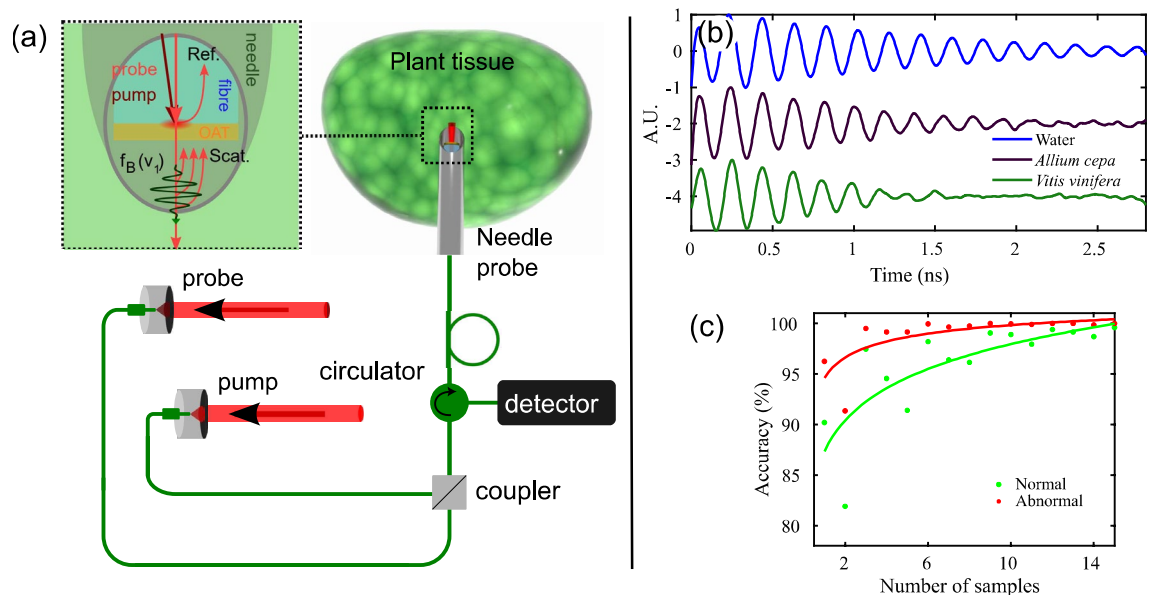 (a)
needle
Ref.
probe
pump
fibre
OAT
Scat.
f_B(v_1)
Plant tissue
Needle
probe
probe
pump
circulator
detector
coupler
(b)
1
0
-1
-2
-3
-4
A.U.
Water
Allium cepa
Vitis vinifera
0
0.4
1
1.5
2
2.5
Time (ns)
(c)
100
95
90
85
80
Accuracy (%)
Normal
Abnormal
2
6
10
14
Number of samples